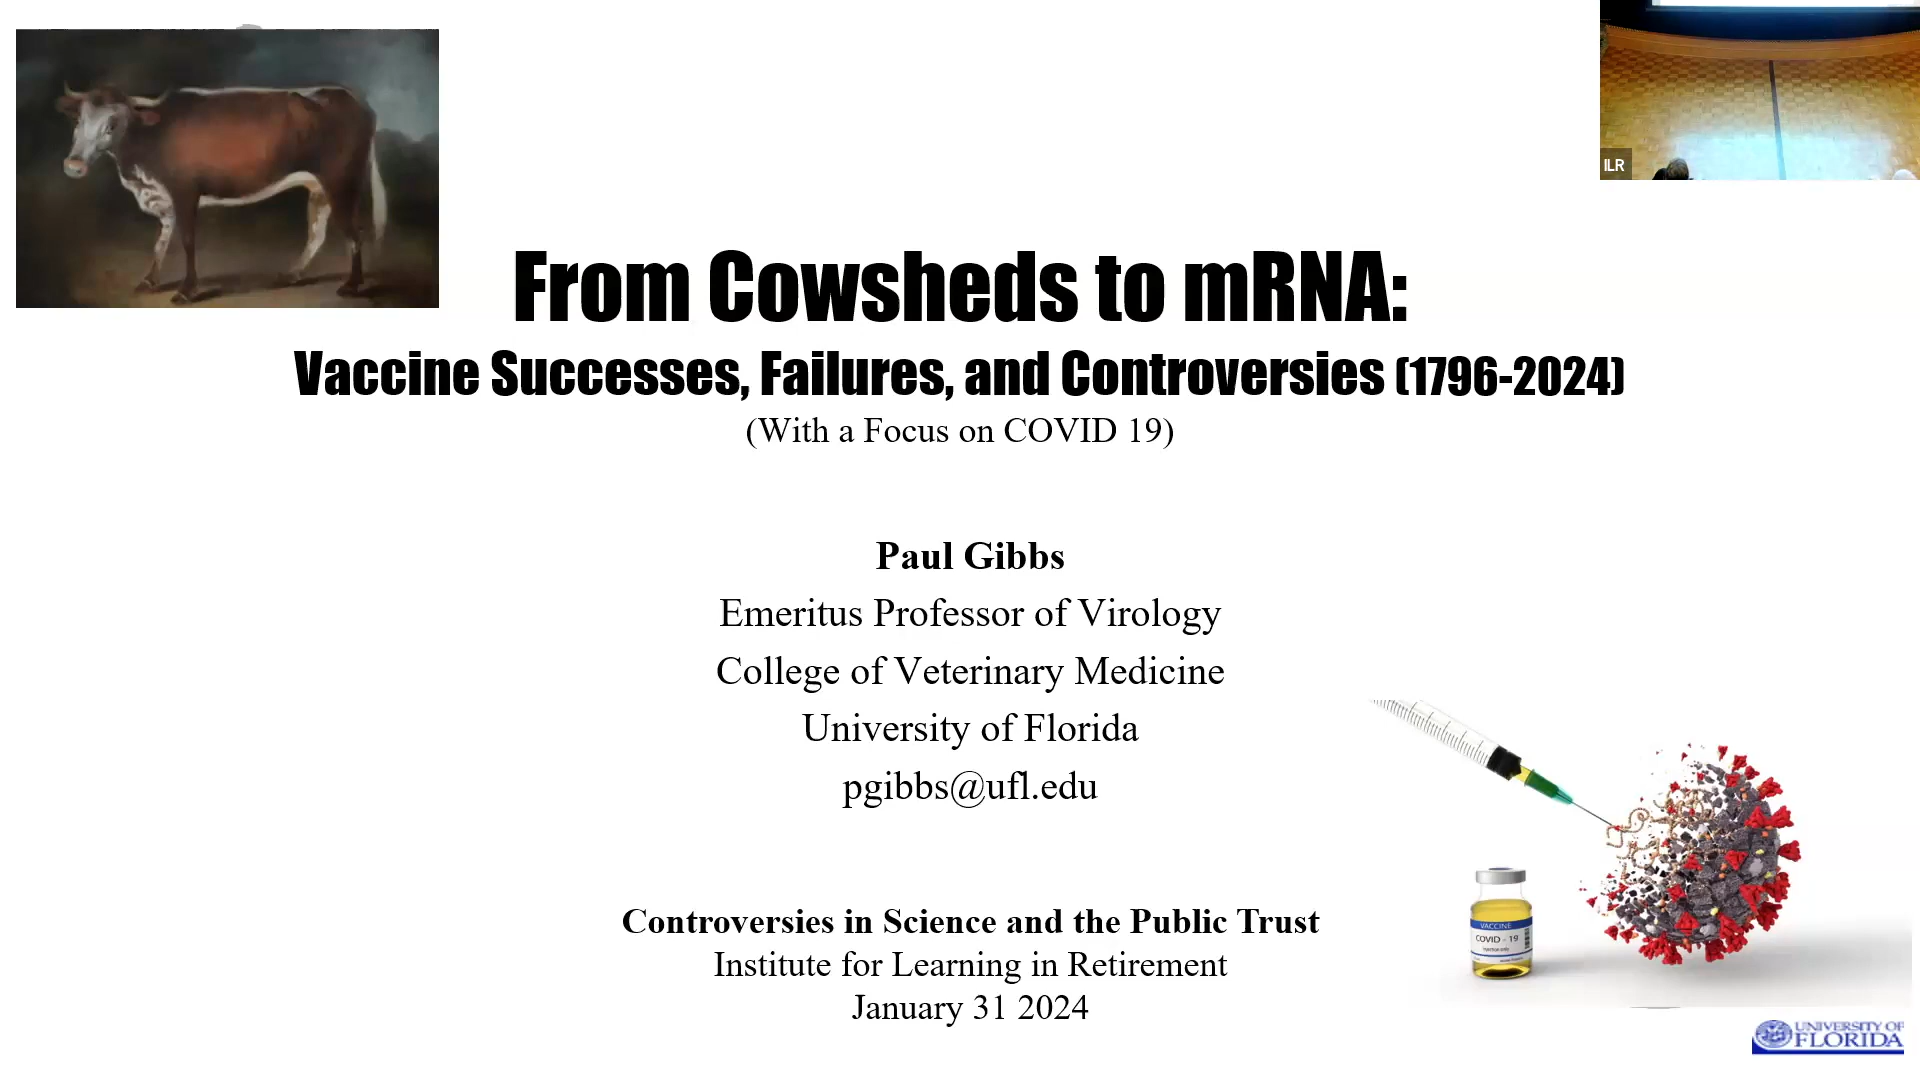 ILR
From Cowsheds to mRNA:
Vaccine Successes, Failures, and Controversies (1796-2024)
(With a Focus on COVID 19)
Paul Gibbs
Emeritus Professor of Virology
College of Veterinary Medicine
University of Florida
pgibbs@ufl.edu
VACCINE
COVID - 19
Controversies in Science and the Public Trust
Institute for Learning in Retirement
January 31 2024
UNIVERSITY OF
FLORIDA